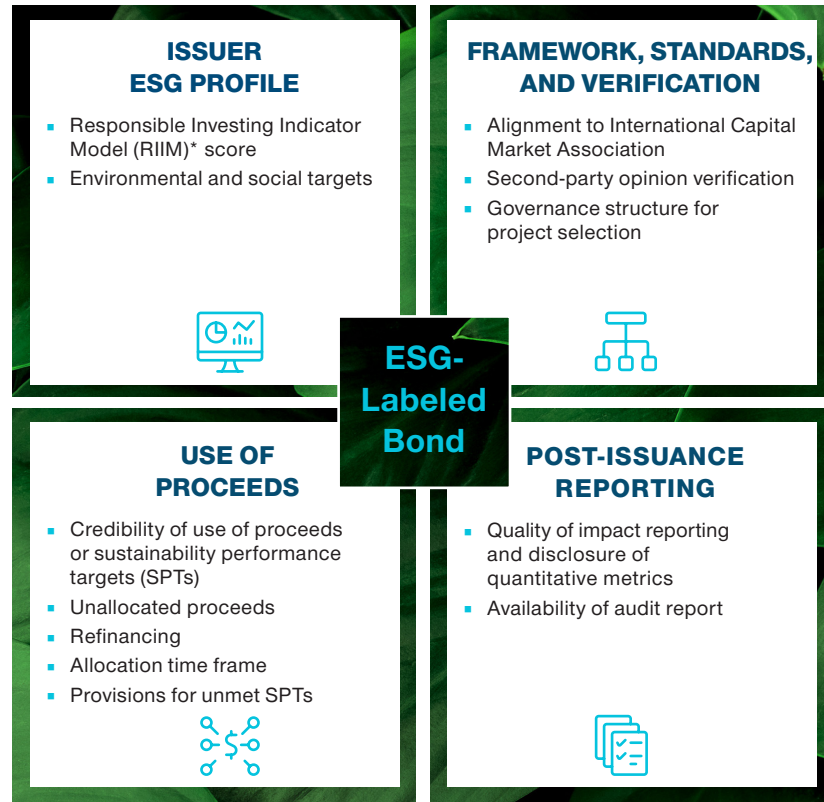 ISSUER
ESG PROFILE
▪ Responsible Investing Indicator
Model (RIIM)* score
▪ Environmental and social targets
FRAMEWORK, STANDARDS,
AND VERIFICATION
▪ Alignment to International Capital
Market Association
▪ Second-party opinion verification
▪ Governance structure for
project selection
ESG-
Labeled
Bond
USE OF
PROCEEDS
▪ Credibility of use of proceeds
or sustainability performance
targets (SPTs)
▪ Unallocated proceeds
▪ Refinancing
▪ Allocation time frame
▪ Provisions for unmet SPTs
POST-ISSUANCE
REPORTING
▪ Quality of impact reporting
and disclosure of
quantitative metrics
▪ Availability of audit report